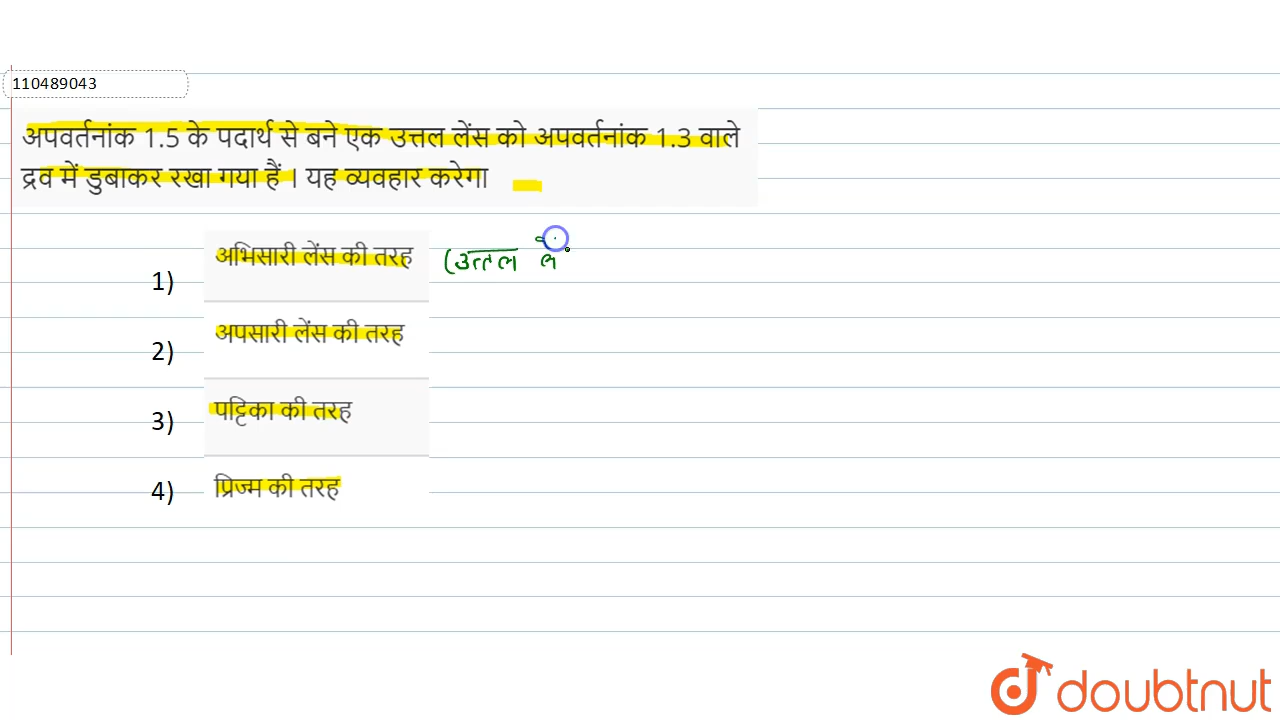 110489043
अपवर्तनांक 1.5 के पदार्थ से बने एक उत्तल लेंस को अपवर्तनांक 1.3 वाले
द्रव में डुबाकर रखा गया हैं । यह व्यवहार करेगा
1) अभिसारी लेंस की तरह (उत्तल ले
2) अपसारी लेंस की तरह
3) पट्टिका की तरह
4) प्रिज्म की तरह
doubtnut